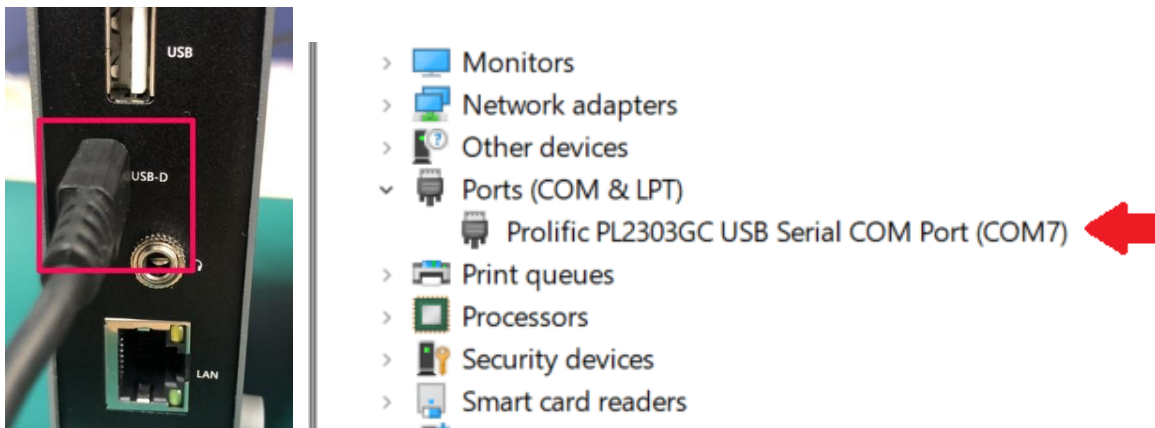 USB
USB-D
LAN
Monitors
Network adapters
Other devices
Ports (COM & LPT)
Prolific PL2303GC USB Serial COM Port (COM7)
Print queues
Processors
Security devices
Smart card readers